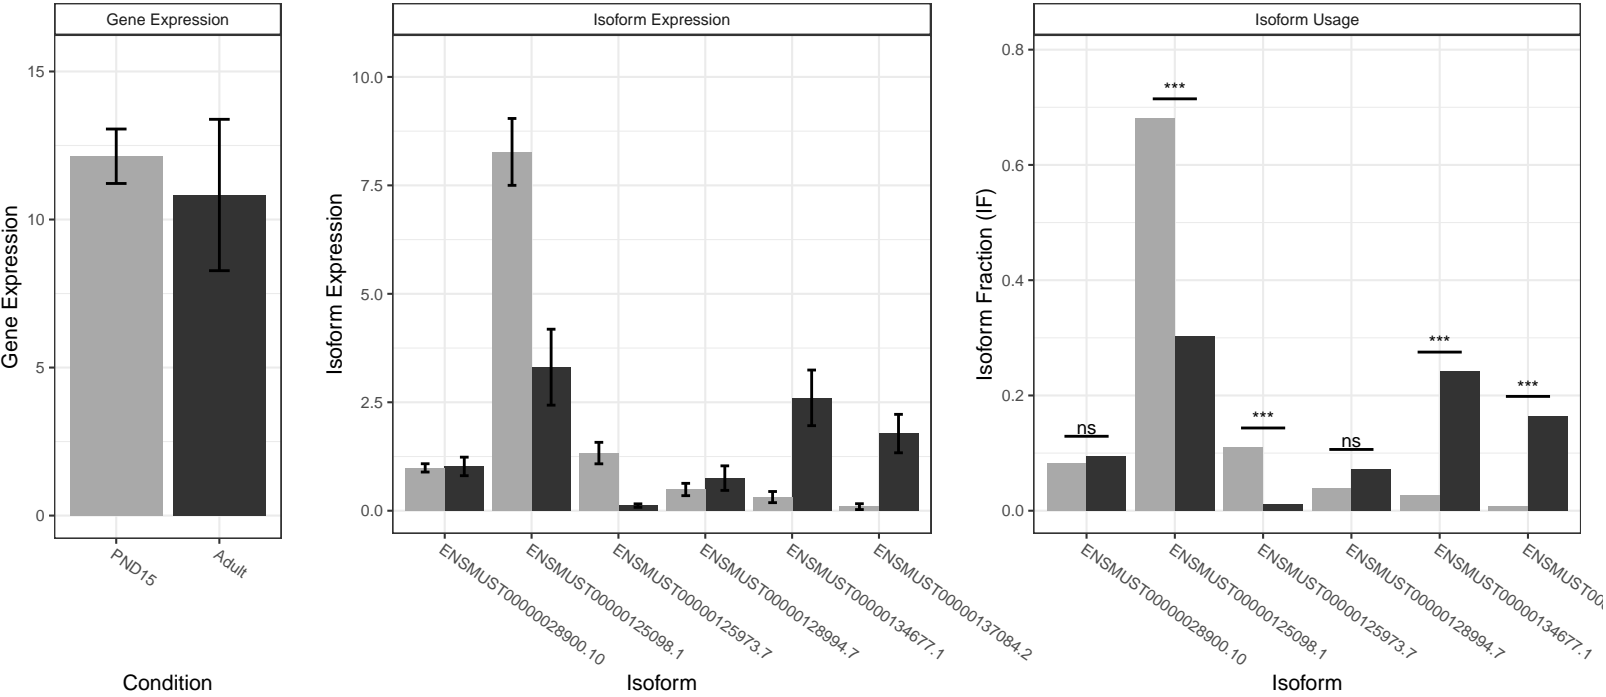 Gene Expression
Gene Expression
15
10
5
0
PND15
Adult
Condition
Isoform Expression
Isoform Expression
10.0
7.5
5.0
2.5
0.0
ENSMUST00000028900.10
ENSMUST00000125098.1
ENSMUST00000125973.7
ENSMUST00000128994.7
ENSMUST00000134677.1
ENSMUST00000137084.2
Isoform
Isoform Usage
Isoform Fraction (IF)
0.8
0.6
0.4
0.2
0.0
ns
***
***
ns
***
***
ENSMUST00000028900.10
ENSMUST00000125098.1
ENSMUST00000125973.7
ENSMUST00000128994.7
ENSMUST00000134677.1
Isoform